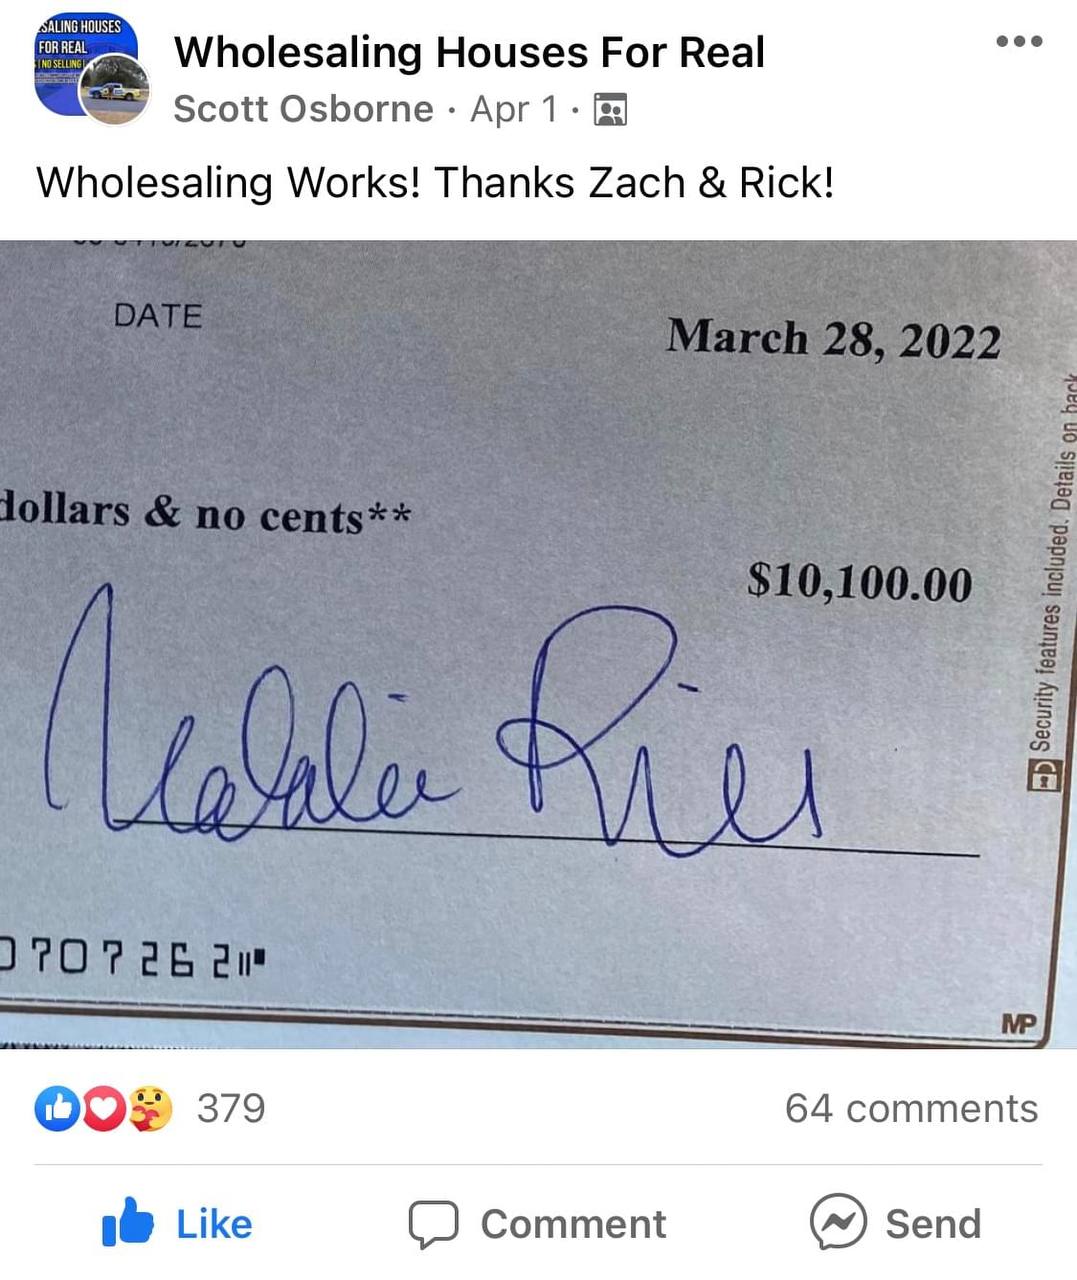 SALING HOUSES
FOR REAL
NO SELLING
Wholesaling Houses For Real
Scott Osborne · Apr 1 ·
Wholesaling Works! Thanks Zach & Rick!
DATE
March 28, 2022
dollars & no cents**
$10,100.00
Security features included. Details on back
0707262⑈
MP
379
64 comments
Like
Comment
Send